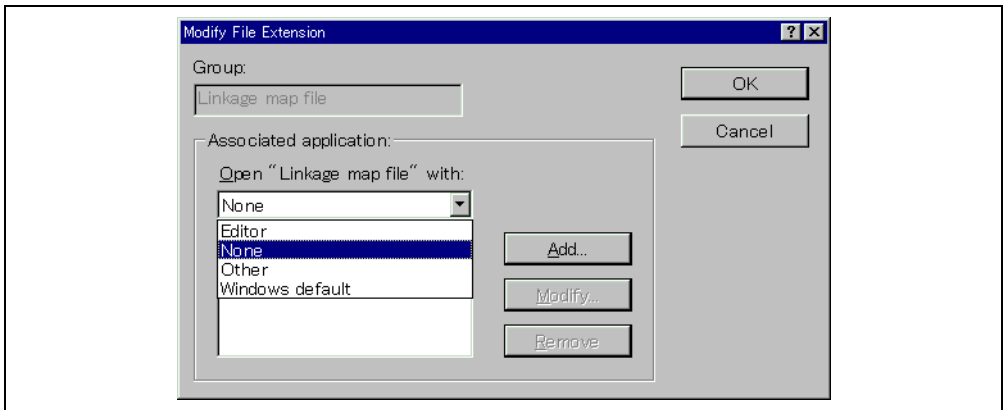 Modify File Extension
Group:
Linkage map file
OK
Cancel
Associated application:
Open "Linkage map file" with:
None
Editor
None
Other
Windows default
Add...
Modify...
Remove